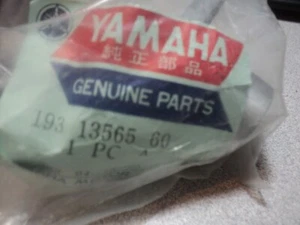 YAMAHA
純正部品
GENUINE PARTS
193 13565 60
1 PC